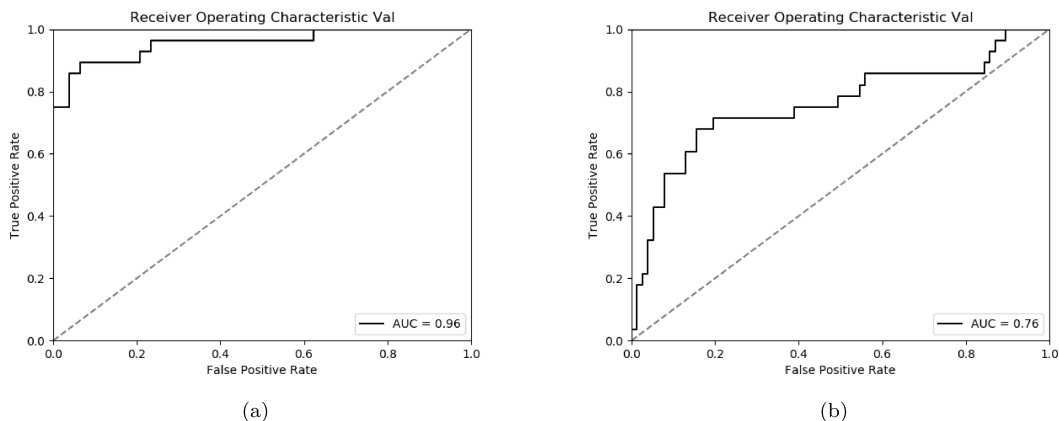 Receiver Operating Characteristic Val
1.0
0.8
0.6
0.4
0.2
0.0
True Positive Rate
AUC = 0.96
0.0 0.2 0.4 0.6 0.8 1.0
False Positive Rate
(a)
Receiver Operating Characteristic Val
1.0
0.8
0.6
0.4
0.2
0.0
True Positive Rate
AUC = 0.76
0.0 0.2 0.4 0.6 0.8 1.0
False Positive Rate
(b)